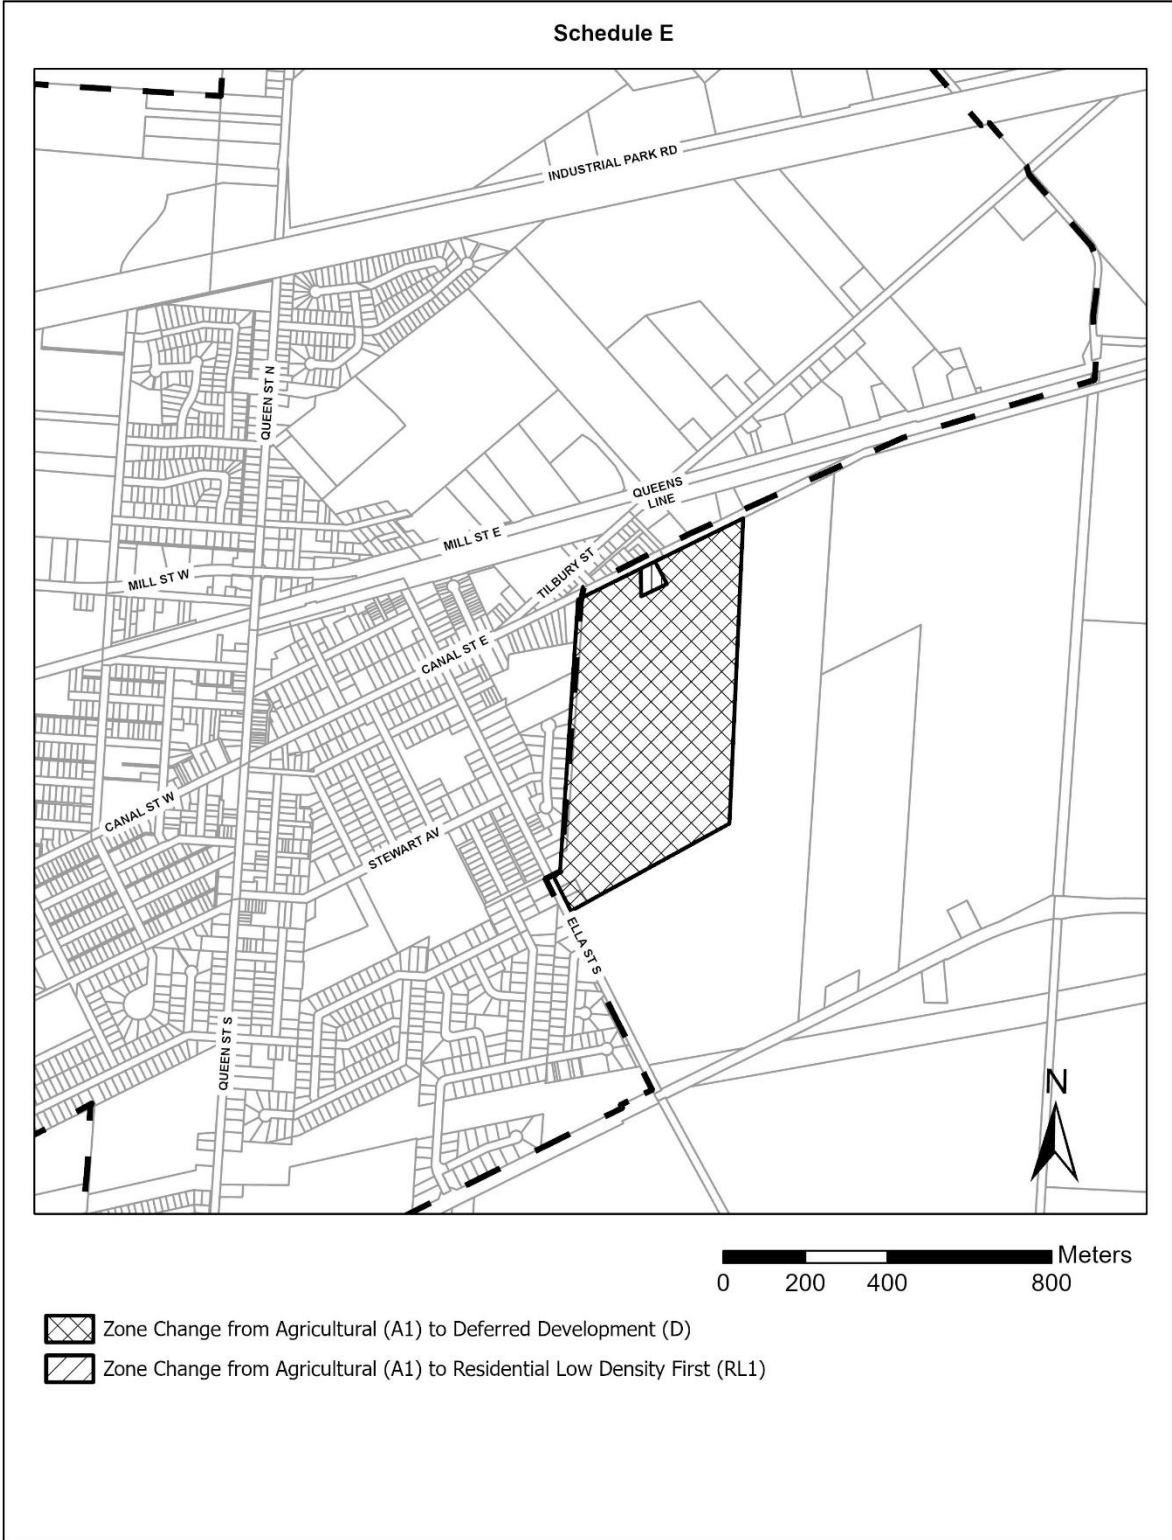 Schedule E
INDUSTRIAL PARK RD
QUEEN ST N
QUEENS
LINE
MILL ST E
TILBURY ST
MILL ST W
CANAL ST E
CANAL ST W
STEWART AV
ELLA ST S
QUEEN ST S
N
Meters
0 200 400 800
Zone Change from Agricultural (A1) to Deferred Development (D)
Zone Change from Agricultural (A1) to Residential Low Density First (RL1)